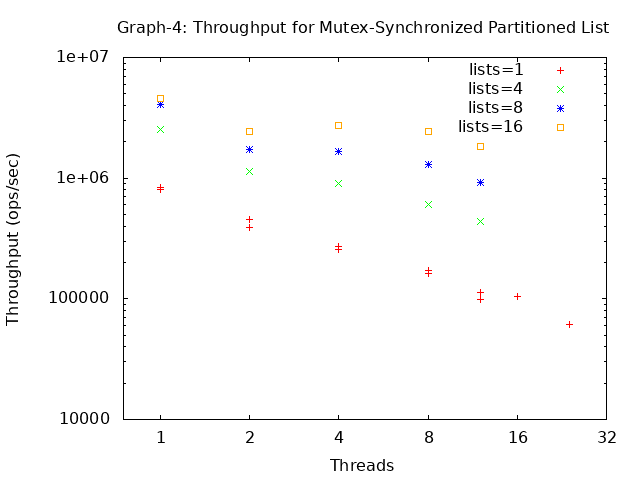 Graph-4: Throughput for Mutex-Synchronized Partitioned List
1e+07
1e+06
100000
10000
Throughput (ops/sec)
lists=1
lists=4
lists=8
lists=16
1 2 4 8 16 32
Threads